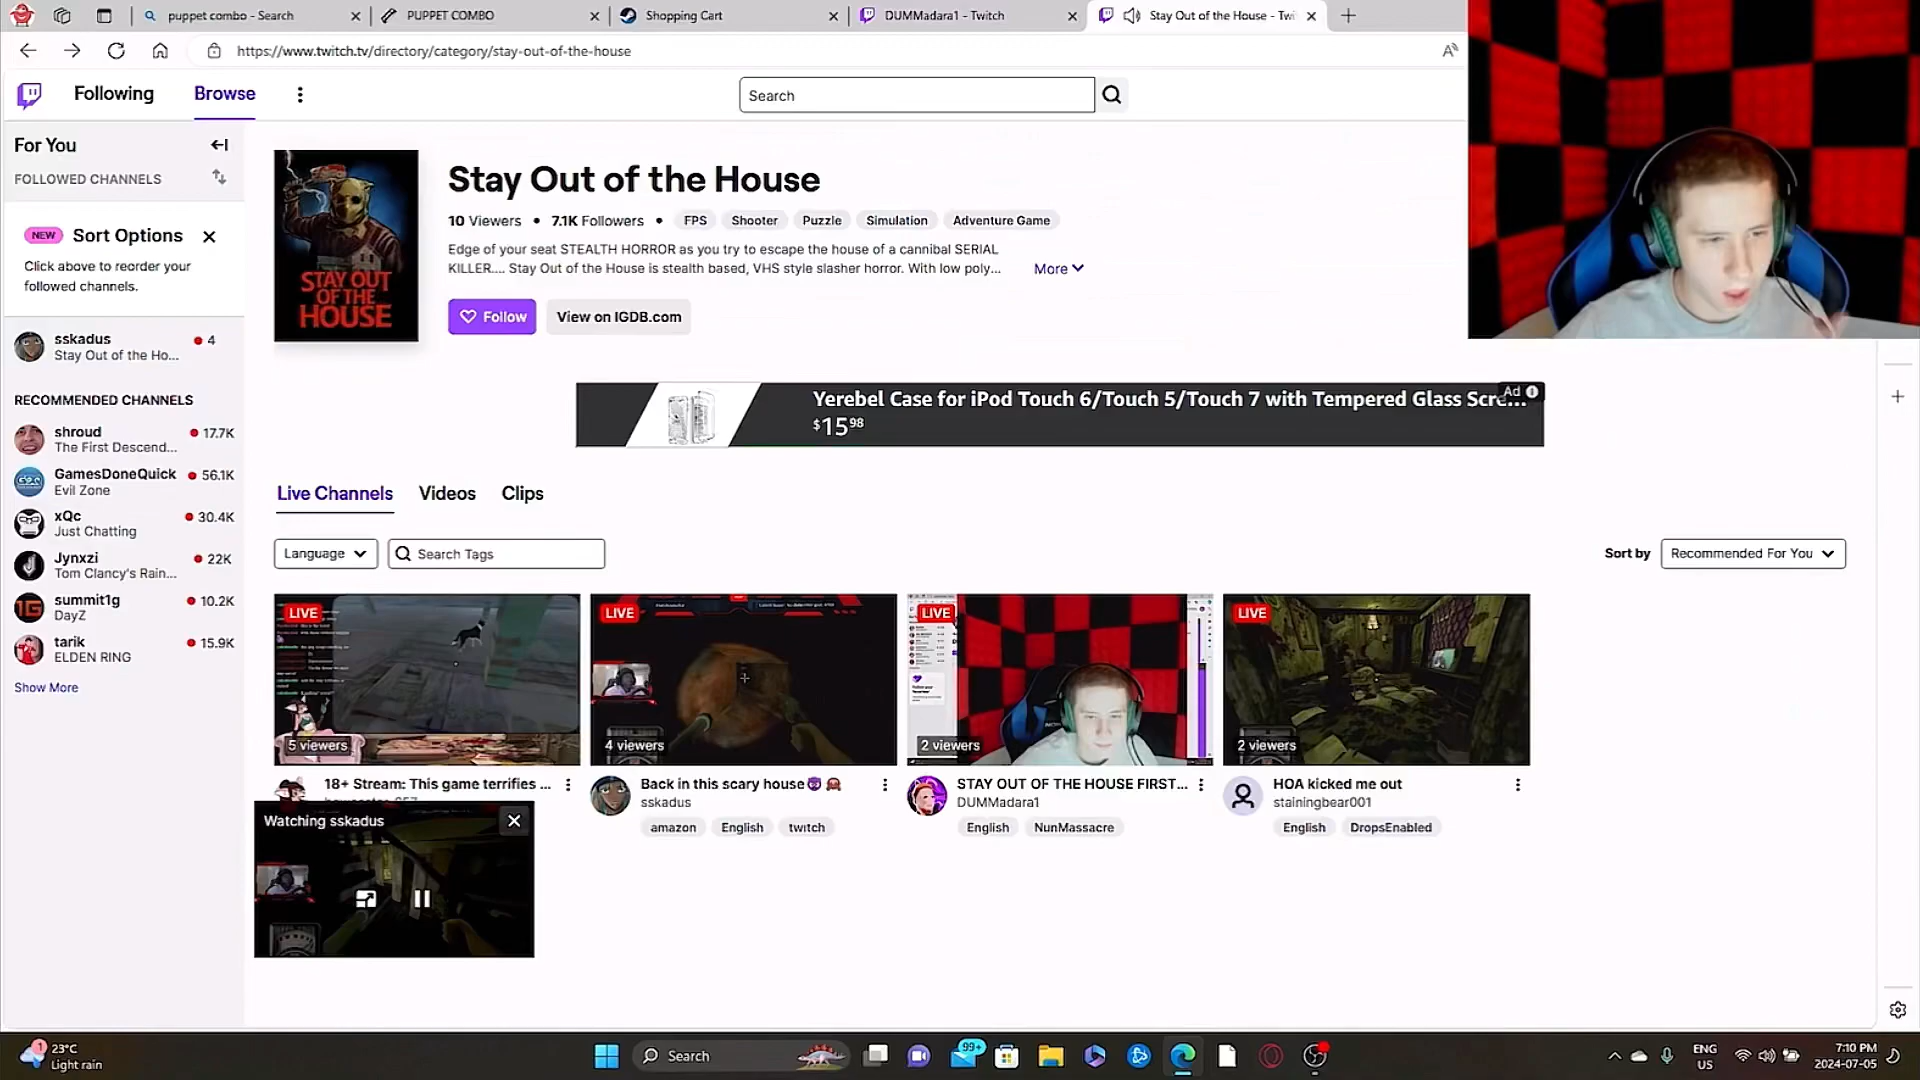 puppet combo - Search
PUPPET COMBO
Shopping Cart
DUMMadara1 - Twitch
Stay Out of the House - Twi
https://www.twitch.tv/directory/category/stay-out-of-the-house
Following
Browse
Search
For You
FOLLOWED CHANNELS
NEW
Sort Options
Click above to reorder your
followed channels.
sskadus
4
Stay Out of the Ho...
RECOMMENDED CHANNELS
shroud
17.7K
The First Descend...
GamesDoneQuick
56.1K
Evil Zone
xQc
30.4K
Just Chatting
Jynxzi
22K
Tom Clancy's Rain...
summit1g
10.2K
DayZ
tarik
15.9K
ELDEN RING
Show More
STAY OUT
OF THE
HOUSE
Stay Out of the House
10 Viewers • 7.1K Followers •
FPS
Shooter
Puzzle
Simulation
Adventure Game
Edge of your seat STEALTH HORROR as you try to escape the house of a cannibal SERIAL
KILLER.... Stay Out of the House is stealth based, VHS style slasher horror. With low poly...
More
Follow
View on IGDB.com
Yerebel Case for iPod Touch 6/Touch 5/Touch 7 with Tempered Glass Scre...
Ad
$15⁹⁸
Live Channels
Videos
Clips
Language
Search Tags
Sort by
Recommended For You
LIVE
5 viewers
18+ Stream: This game terrifies ...
LIVE
4 viewers
Back in this scary house
sskadus
amazon
English
twitch
LIVE
2 viewers
STAY OUT OF THE HOUSE FIRST...
DUMMadara1
English
NunMassacre
LIVE
2 viewers
HOA kicked me out
stainingbear001
English
DropsEnabled
Watching sskadus
1
23°C
Light rain
Search
99+
ENG
US
7:10 PM
2024-07-05